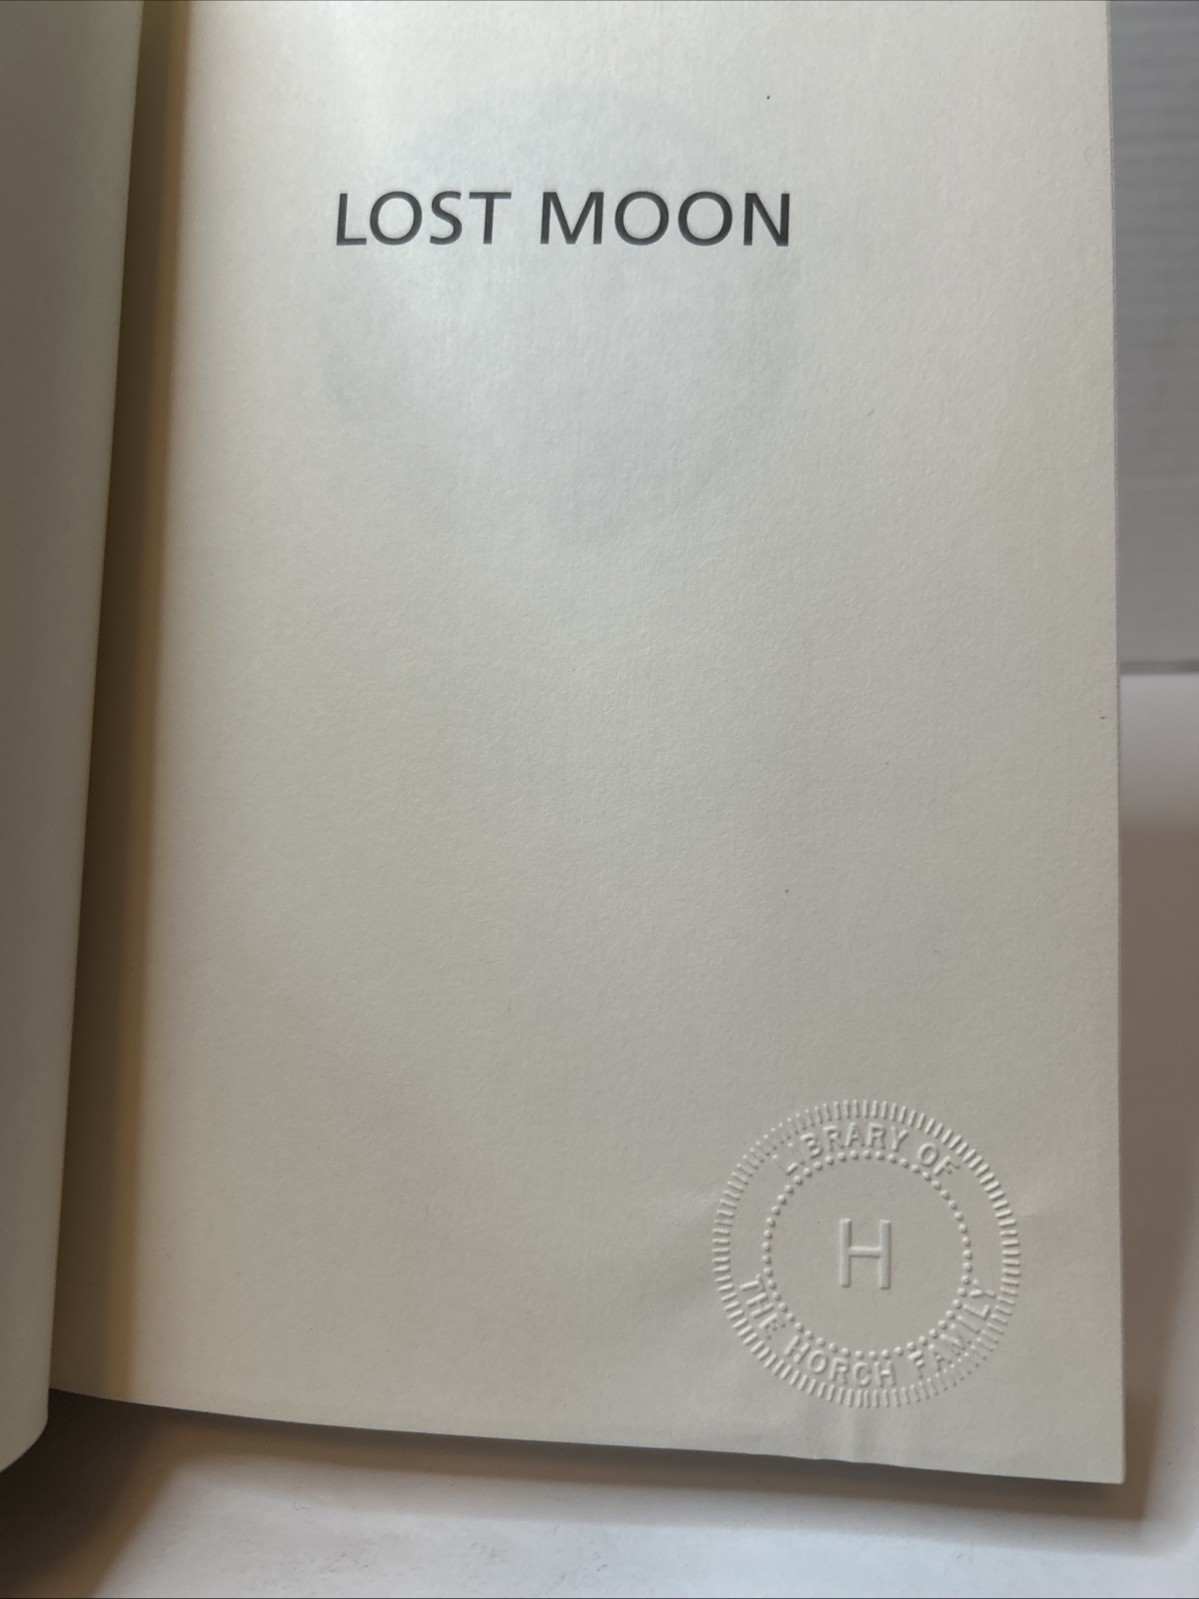 LOST MOON
LIBRARY OF
H
THE HORCH FAMILY